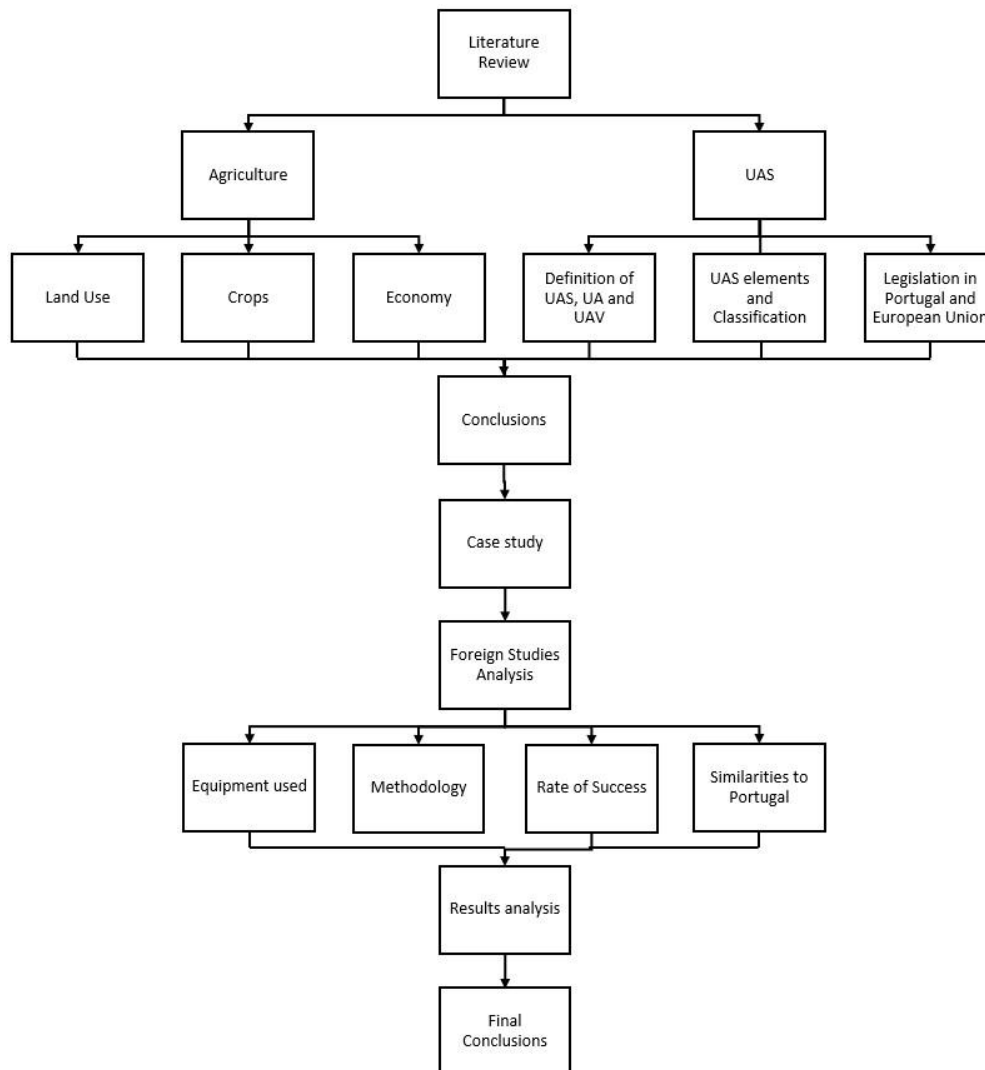 Literature
Review
Agriculture
UAS
Land Use
Crops
Economy
Definition of
UAS, UA and
UAV
UAS elements
and
Classification
Legislation in
Portugal and
European Union
Conclusions
Case study
Foreign Studies
Analysis
Equipment used
Methodology
Rate of Success
Similarities to
Portugal
Results analysis
Final
Conclusions